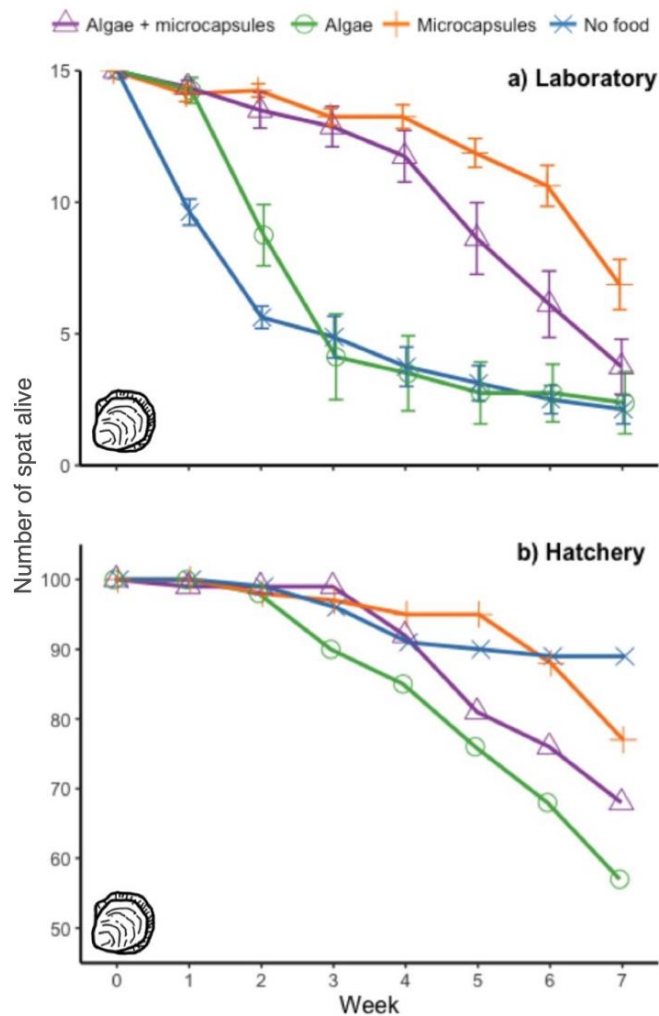 Algae + microcapsules Algae Microcapsules No food
a) Laboratory
15
10
5
0
Number of spat alive
b) Hatchery
100
90
80
70
60
50
0 1 2 3 4 5 6 7
Week